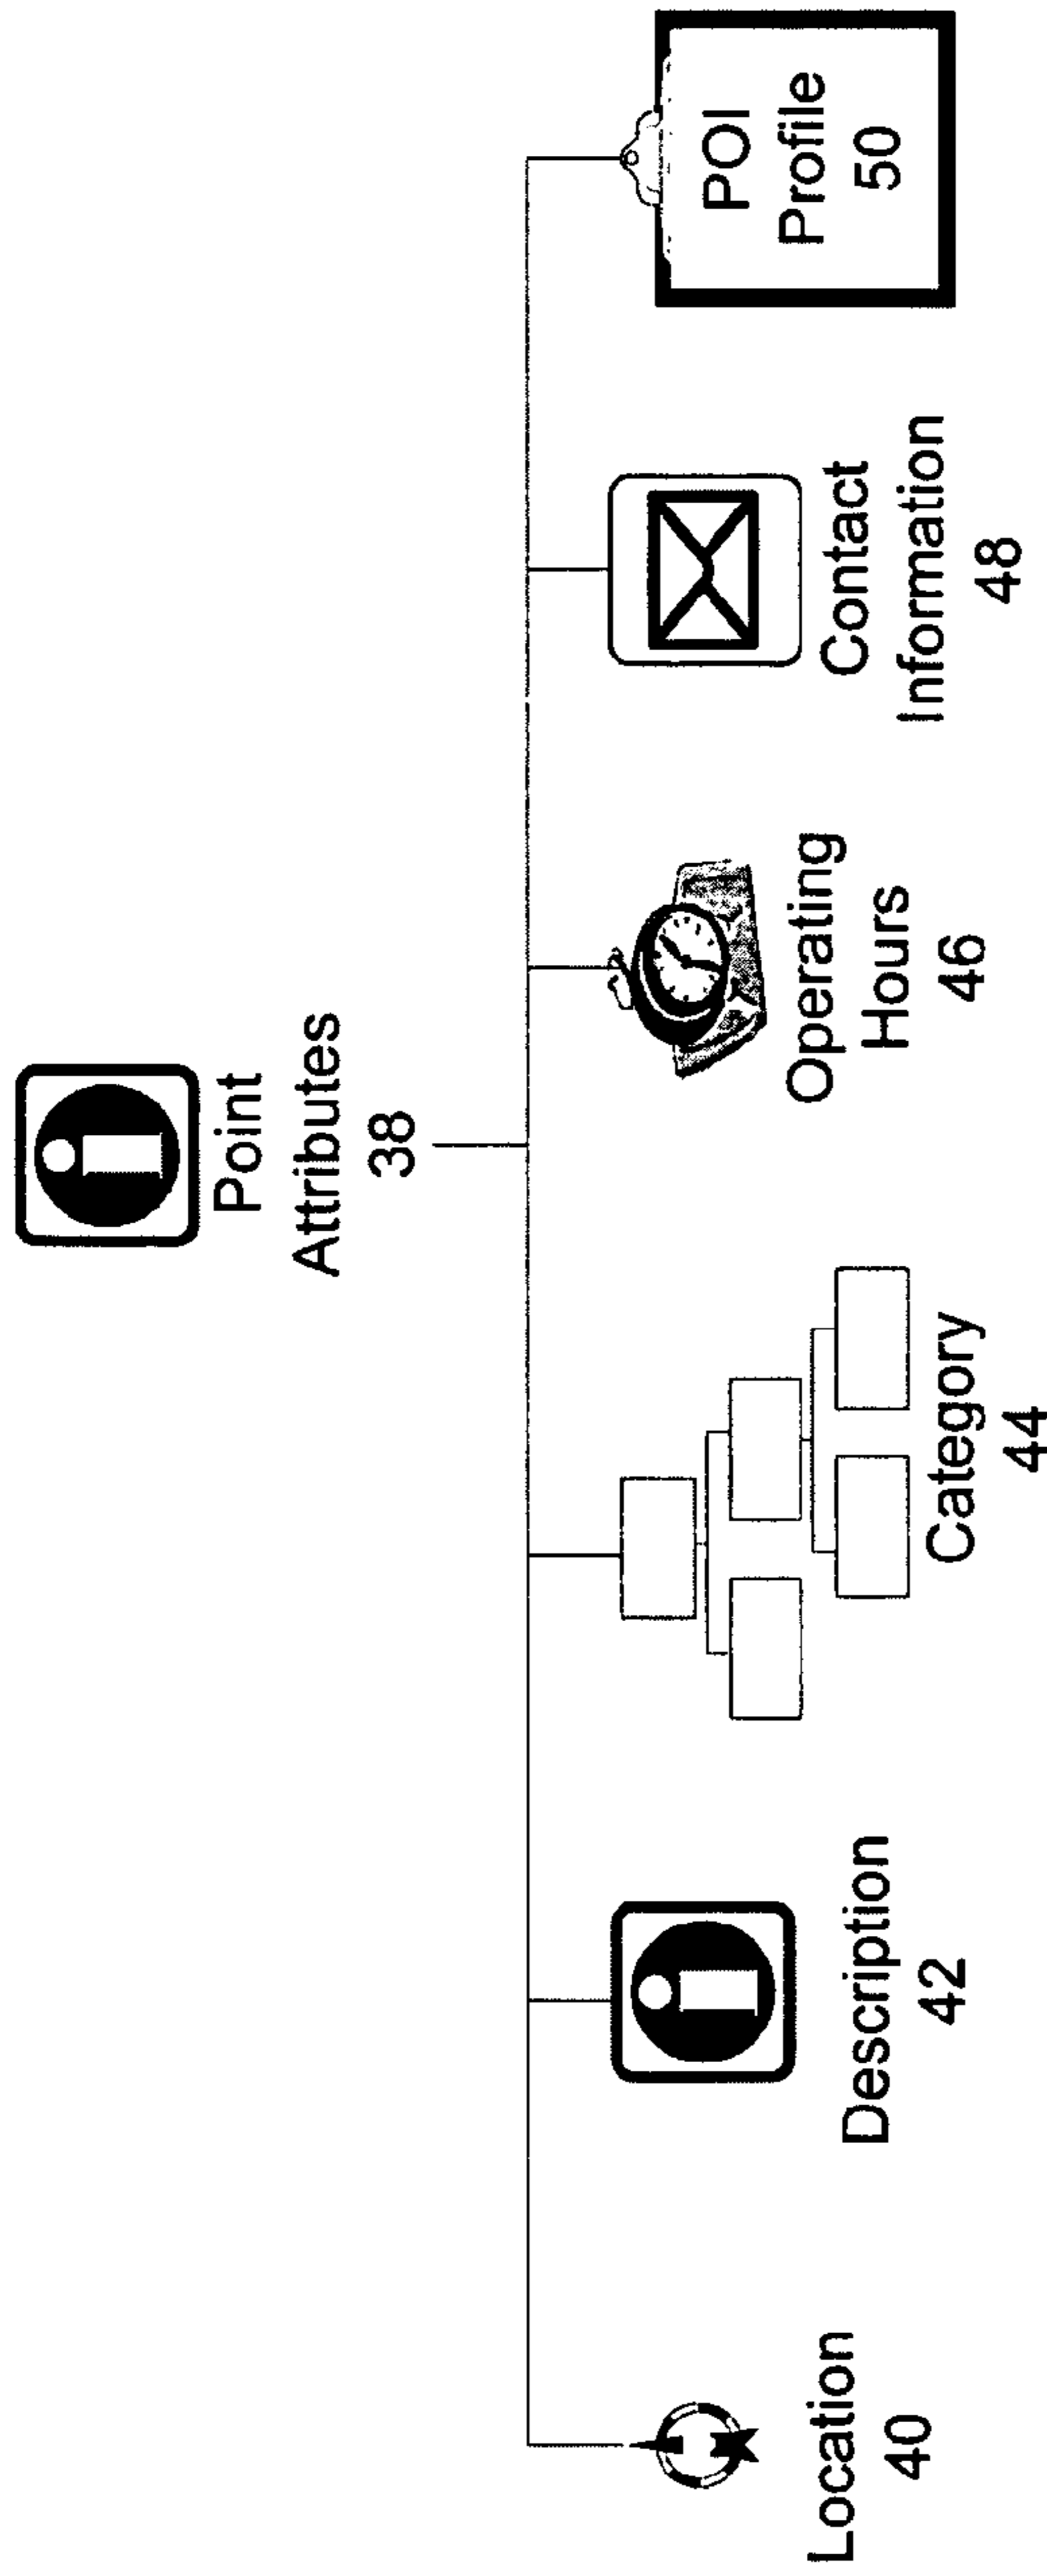 Point
Attributes
38
Location
40
Description
42
Category
44
Operating
Hours
46
Contact
Information
48
POI
Profile
50